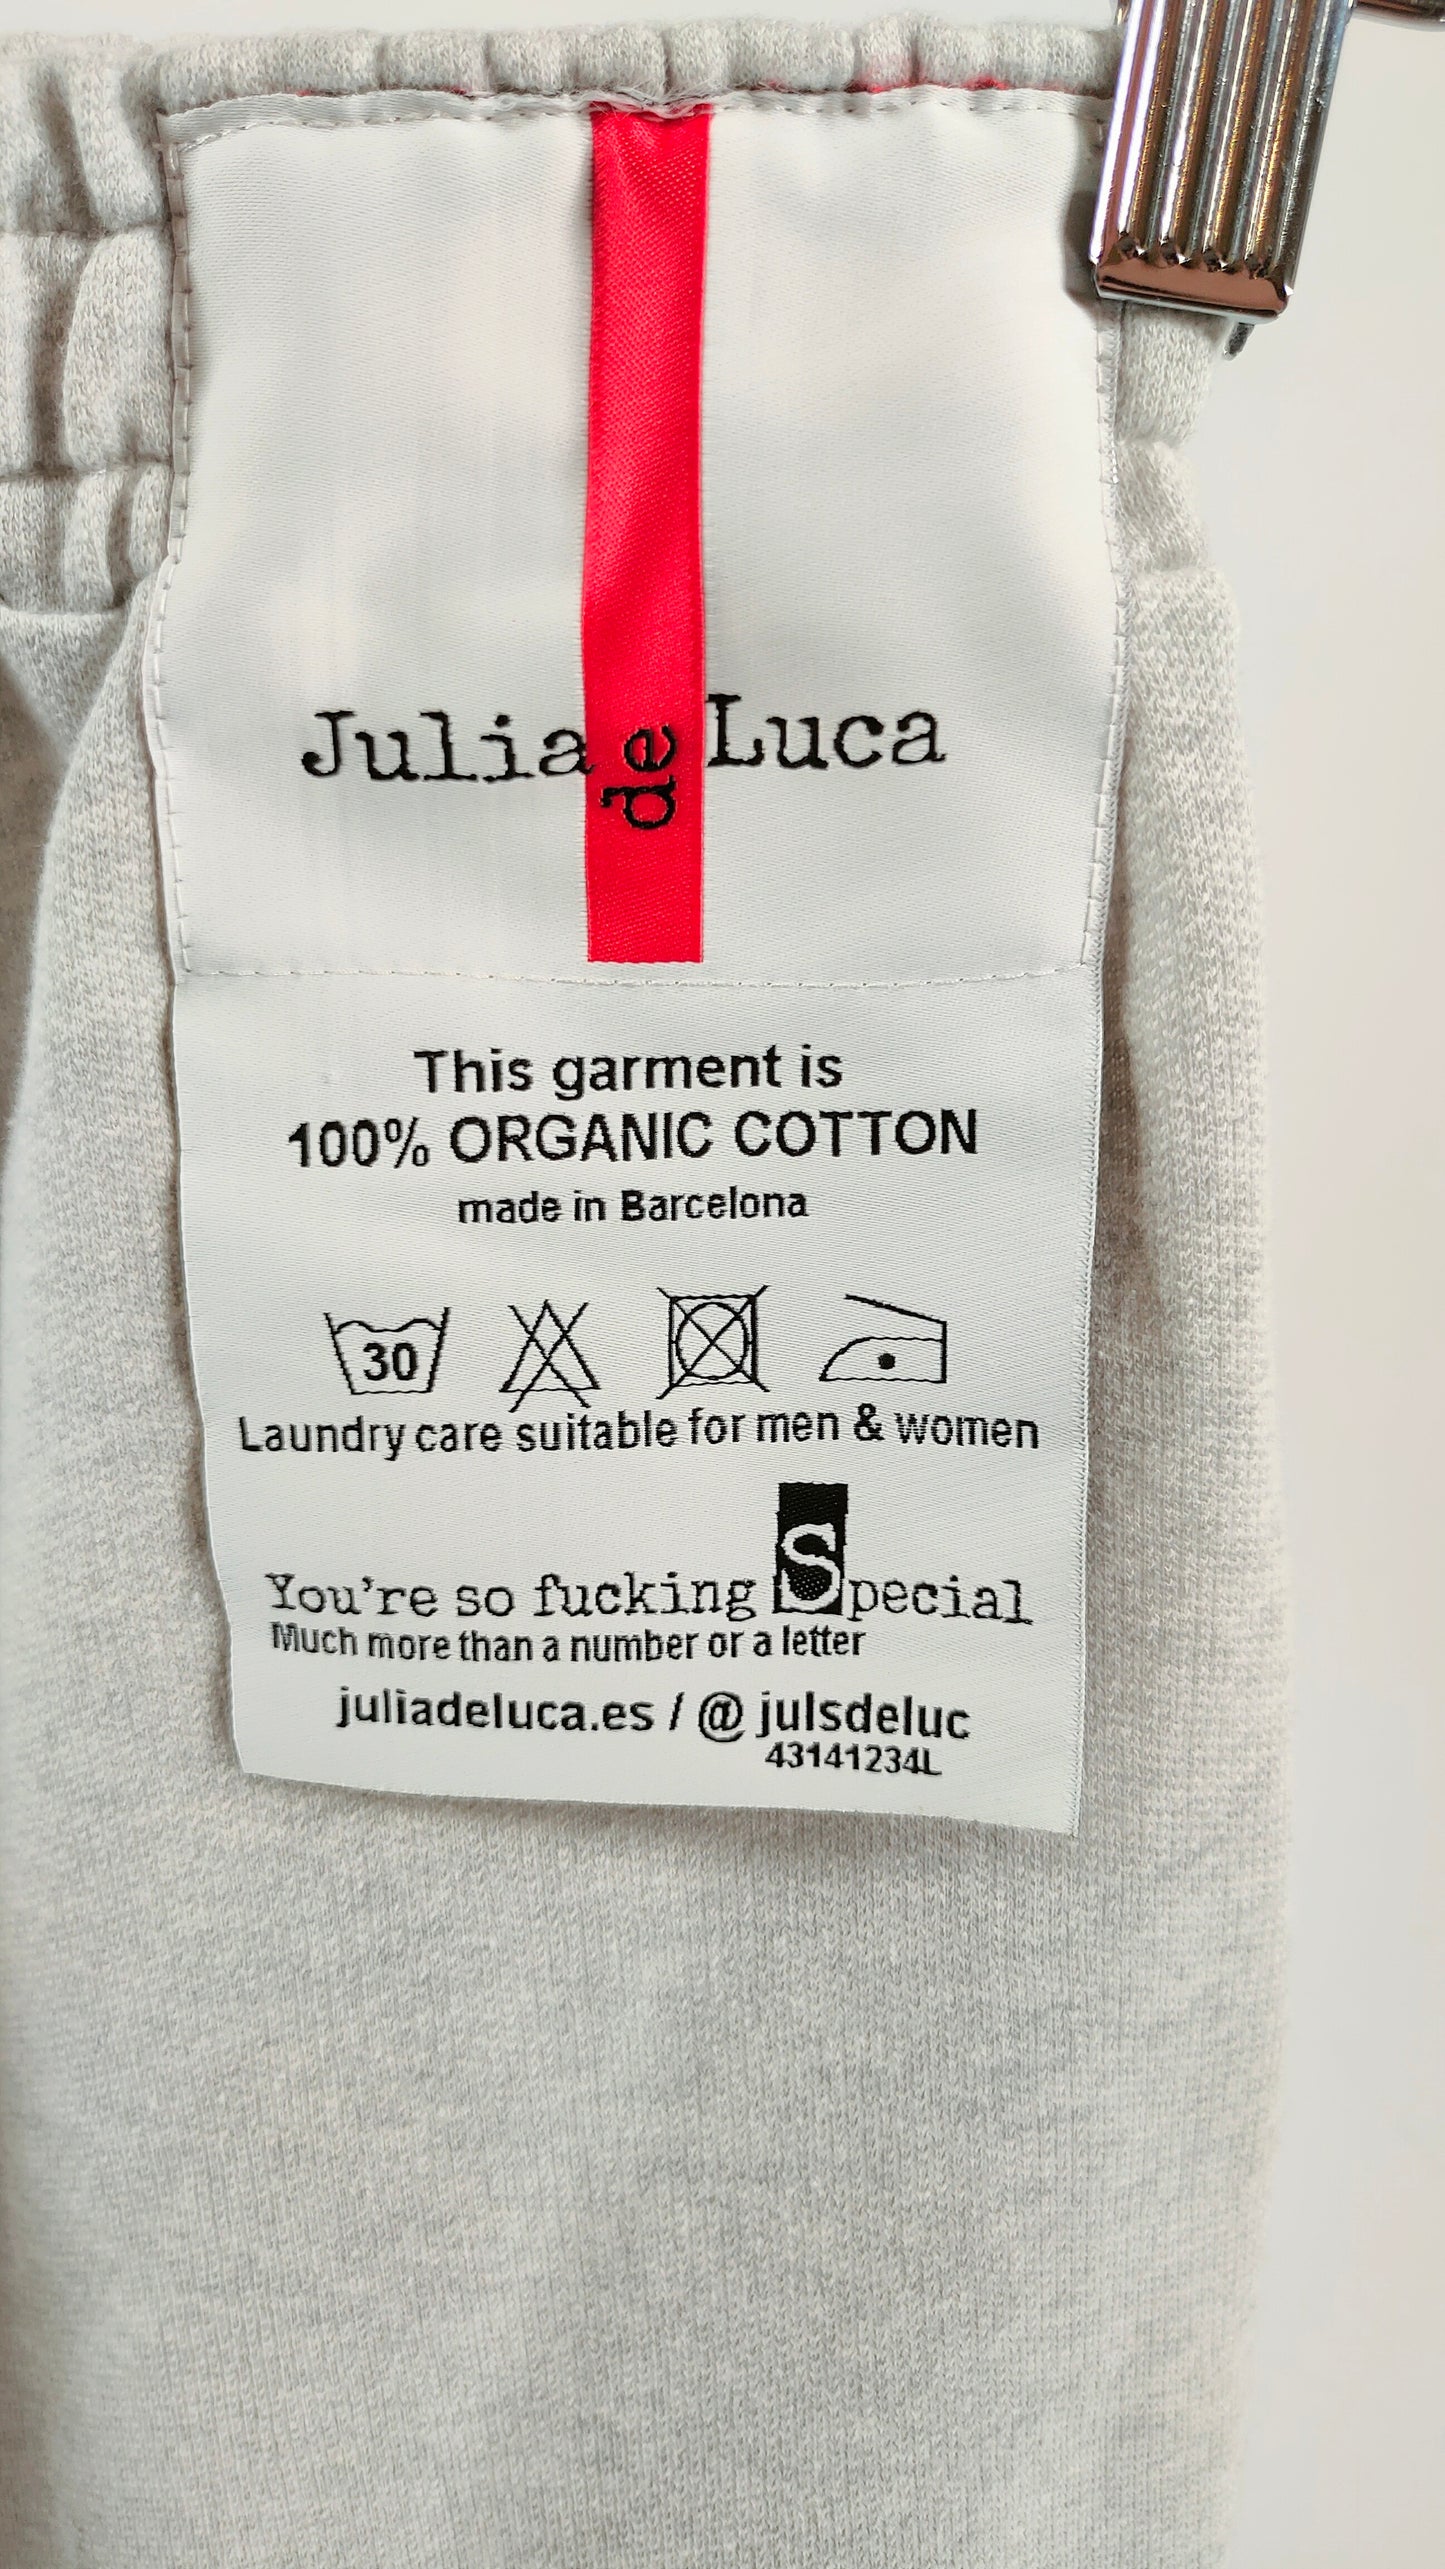 Julia de Luca
This garment is
100% ORGANIC COTTON
made in Barcelona
30
Laundry care suitable for men & women
You're so fucking Special
Much more than a number or a letter
juliadeluca.es / @ julsdeluc
43141234L